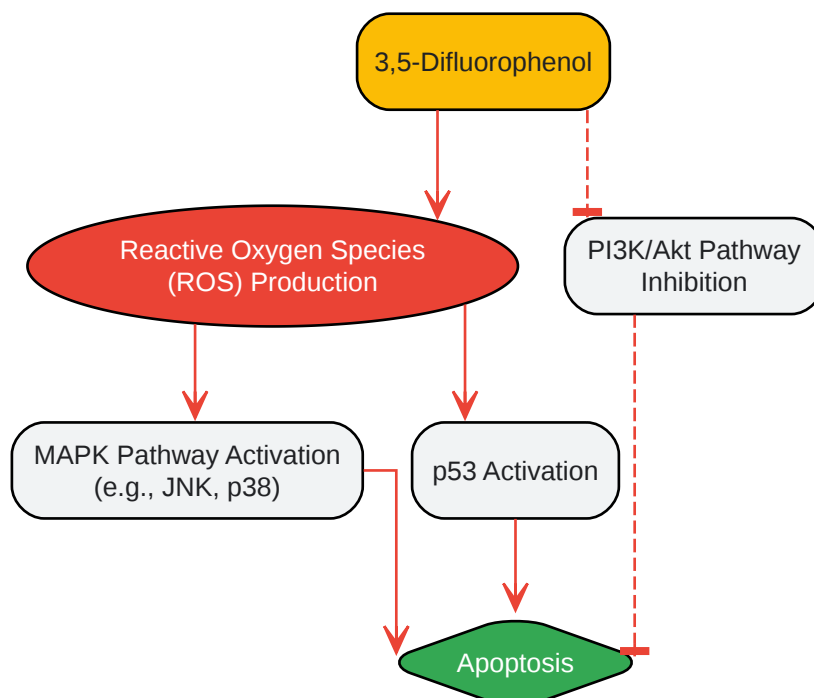 3,5-Difluorophenol
Reactive Oxygen Species
(ROS) Production
PI3K/Akt Pathway
Inhibition
MAPK Pathway Activation
(e.g., JNK, p38)
p53 Activation
Apoptosis